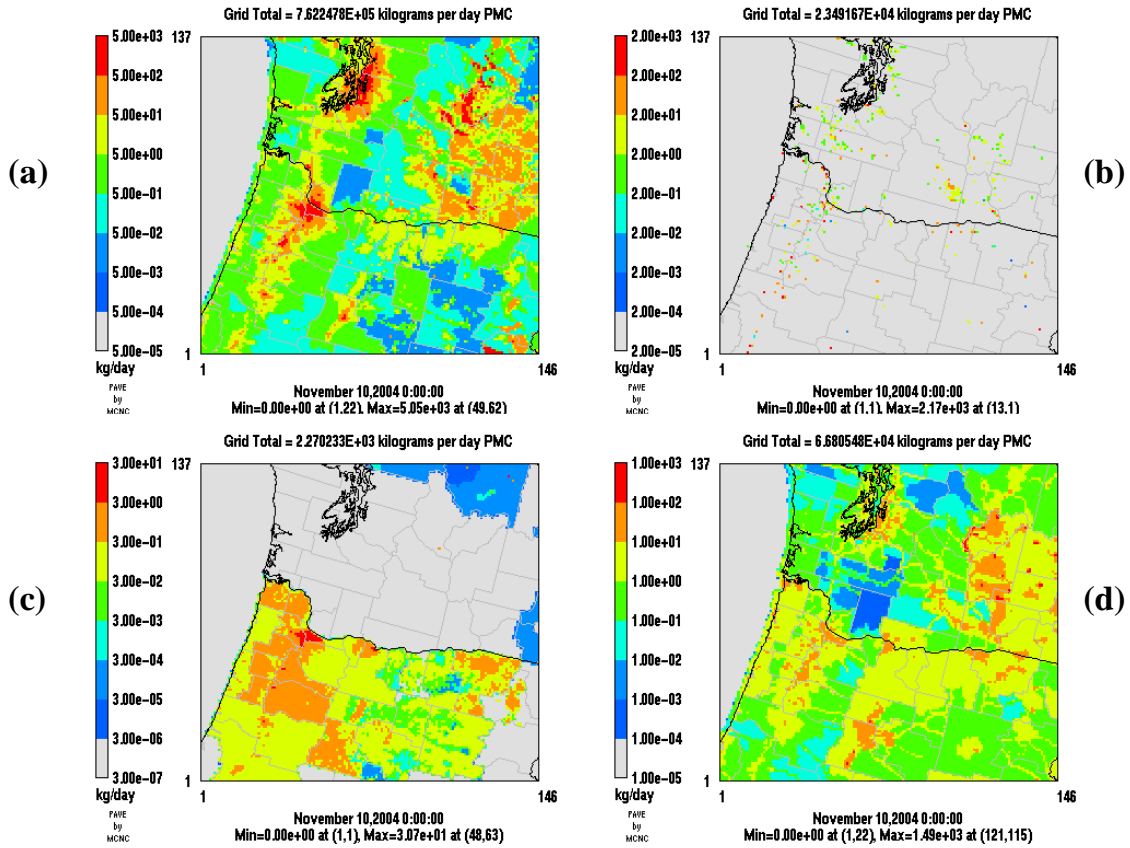 Grid Total = 7.622478E+05 kilograms per day PMC
(a)
5.00e+03
5.00e+02
5.00e+01
5.00e+00
5.00e−01
5.00e−02
5.00e−03
5.00e−04
5.00e−05
kg/day
PAVE
by
MCNC
137
1
1
146
November 10,2004 0:00:00
Min=0.00e+00 at (1,22), Max=5.05e+03 at (49,62)
Grid Total = 2.349167E+04 kilograms per day PMC
2.00e+03
2.00e+02
2.00e+01
2.00e+00
2.00e−01
2.00e−02
2.00e−03
2.00e−04
2.00e−05
kg/day
PAVE
by
MCNC
137
1
1
146
(b)
November 10,2004 0:00:00
Min=0.00e+00 at (1,1), Max=2.17e+03 at (13,1)
Grid Total = 2.270233E+03 kilograms per day PMC
(c)
3.00e+01
3.00e+00
3.00e−01
3.00e−02
3.00e−03
3.00e−04
3.00e−05
3.00e−06
3.00e−07
kg/day
PAVE
by
MCNC
137
1
1
146
November 10,2004 0:00:00
Min=0.00e+00 at (1,1), Max=3.07e+01 at (48,63)
Grid Total = 6.680548E+04 kilograms per day PMC
1.00e+03
1.00e+02
1.00e+01
1.00e+00
1.00e−01
1.00e−02
1.00e−03
1.00e−04
1.00e−05
kg/day
PAVE
by
MCNC
137
1
1
146
(d)
November 10,2004 0:00:00
Min=0.00e+00 at (1,22), Max=1.49e+03 at (121,115)